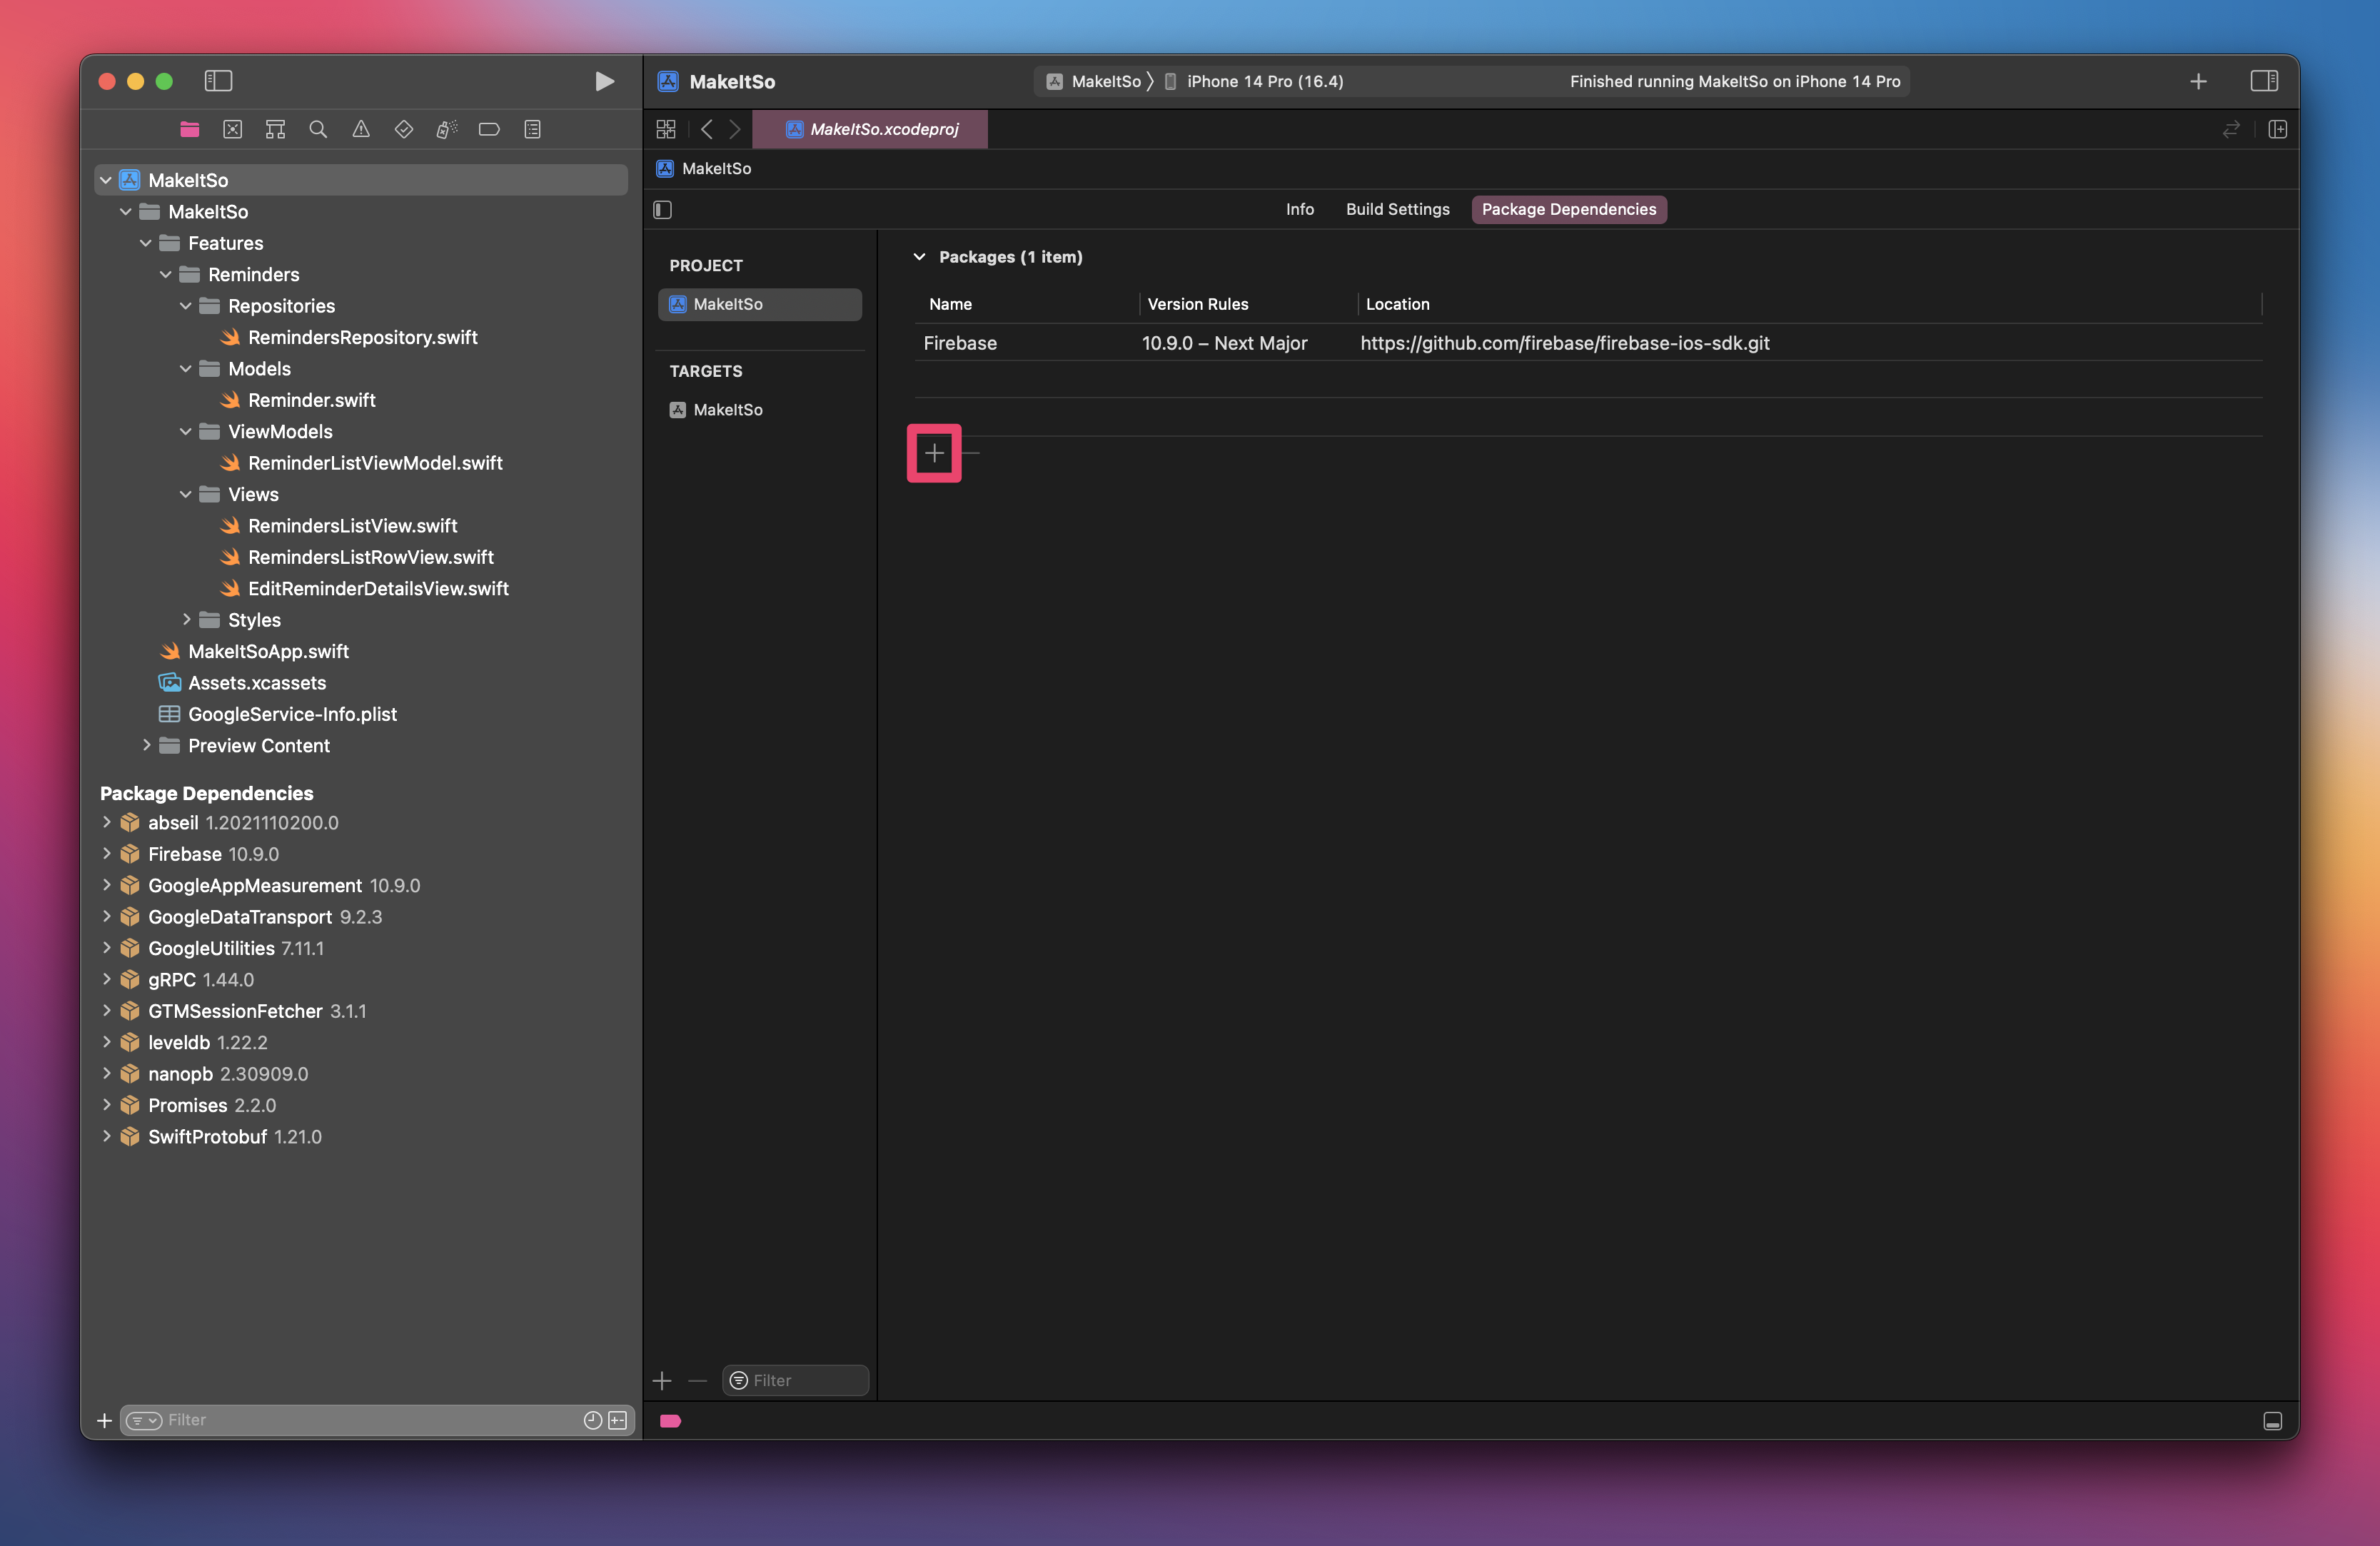 MakeItSo
MakeItSo
iPhone 14 Pro (16.4)
Finished running MakeItSo on iPhone 14 Pro
MakeItSo.xcodeproj
MakeItSo
Info
Build Settings
Package Dependencies
MakeItSo
MakeItSo
Features
Reminders
Repositories
RemindersRepository.swift
Models
Reminder.swift
ViewModels
ReminderListViewModel.swift
Views
RemindersListView.swift
RemindersListRowView.swift
EditReminderDetailsView.swift
Styles
MakeItSoApp.swift
Assets.xcassets
GoogleService-Info.plist
Preview Content
Package Dependencies
abseil 1.2021110200.0
Firebase 10.9.0
GoogleAppMeasurement 10.9.0
GoogleDataTransport 9.2.3
GoogleUtilities 7.11.1
gRPC 1.44.0
GTMSessionFetcher 3.1.1
leveldb 1.22.2
nanopb 2.30909.0
Promises 2.2.0
SwiftProtobuf 1.21.0
Filter
PROJECT
MakeItSo
TARGETS
MakeItSo
Filter
Packages (1 item)
Name Version Rules Location
Firebase 10.9.0 – Next Major https://github.com/firebase/firebase-ios-sdk.git